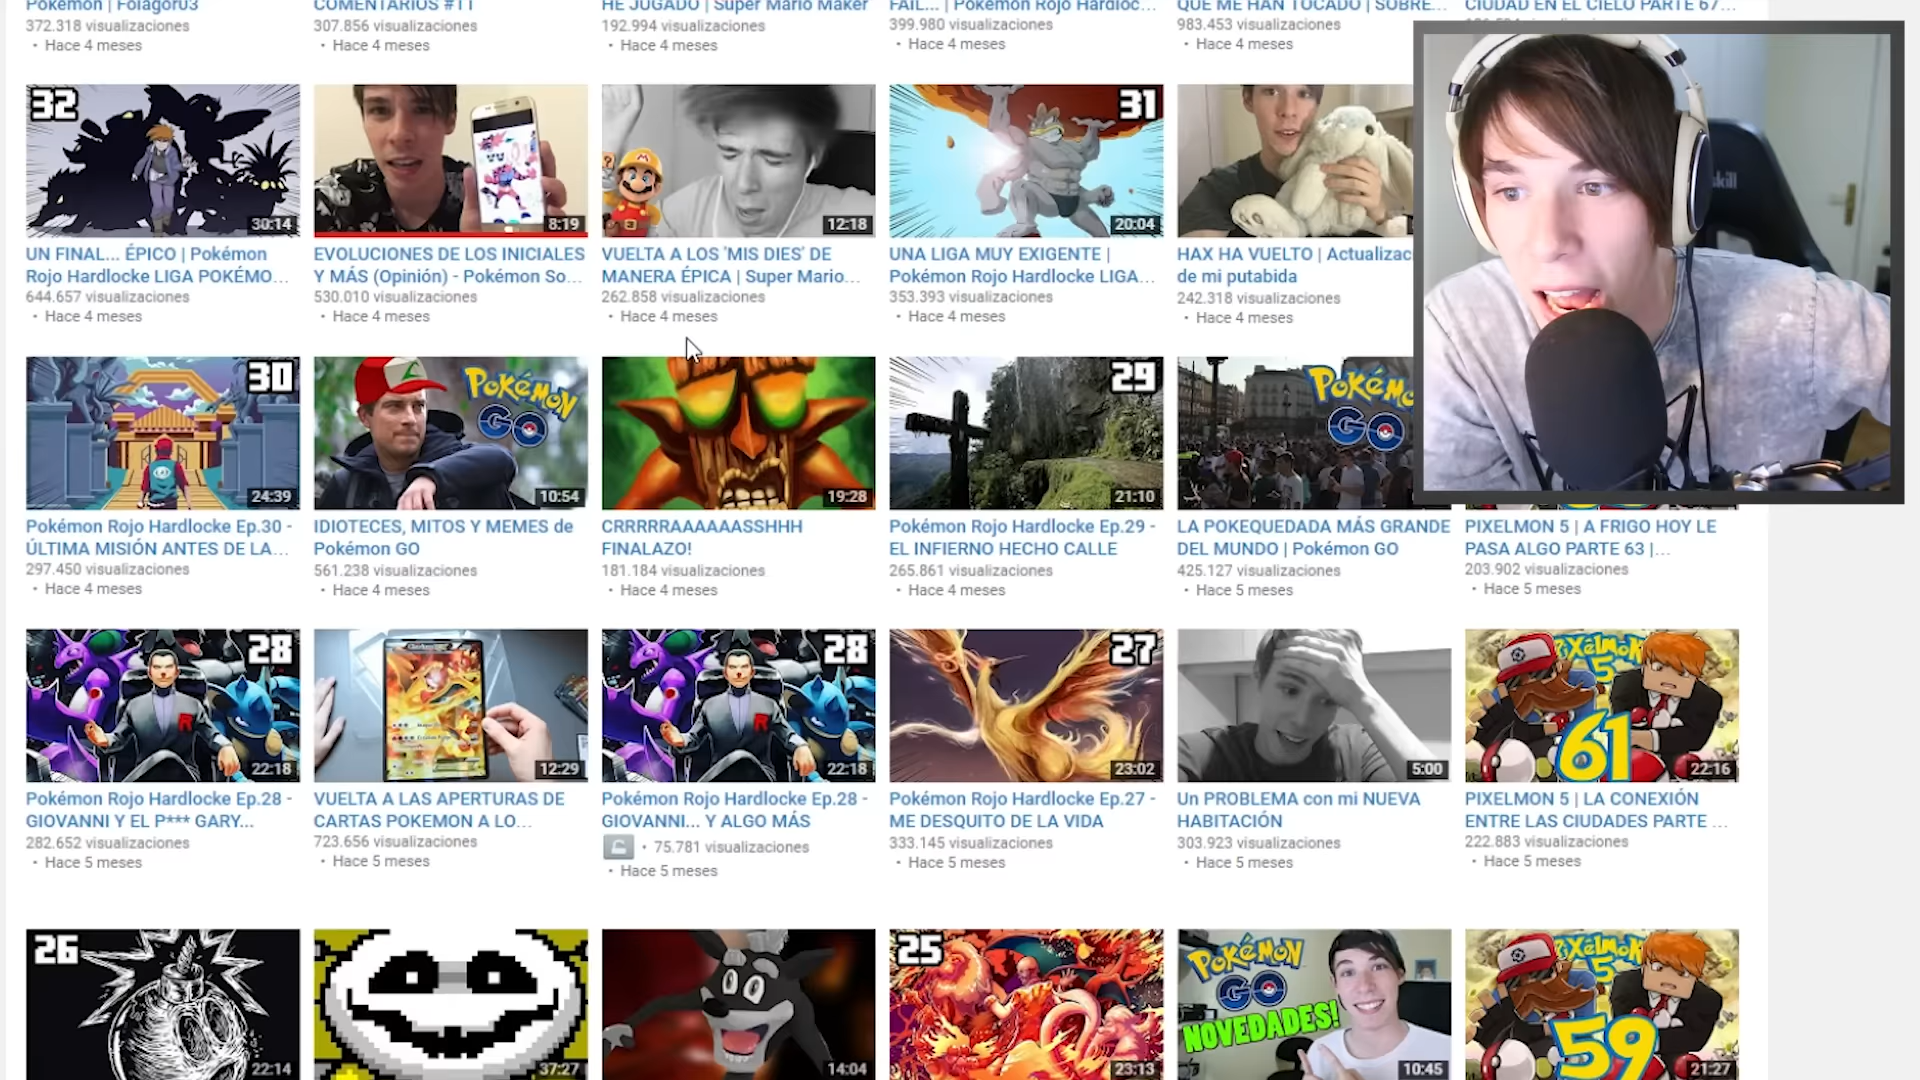 Pokémon | Folagoru3
372.318 visualizaciones
• Hace 4 meses
COMENTARIOS #11
307.856 visualizaciones
• Hace 4 meses
HE JUGADO | Super Mario Maker
192.994 visualizaciones
• Hace 4 meses
FAIL... | Pokémon Rojo Hardloc...
399.980 visualizaciones
• Hace 4 meses
QUE ME HAN TOCADO | SOBRE...
983.453 visualizaciones
• Hace 4 meses
CIUDAD EN EL CIELO PARTE 67...
32
30:14
UN FINAL... ÉPICO | Pokémon
Rojo Hardlocke LIGA POKÉMO...
644.657 visualizaciones
• Hace 4 meses
8:19
EVOLUCIONES DE LOS INICIALES
Y MÁS (Opinión) - Pokémon So...
530.010 visualizaciones
• Hace 4 meses
12:18
VUELTA A LOS 'MIS DIES' DE
MANERA ÉPICA | Super Mario...
262.858 visualizaciones
• Hace 4 meses
31
20:04
UNA LIGA MUY EXIGENTE |
Pokémon Rojo Hardlocke LIGA...
353.393 visualizaciones
• Hace 4 meses
HAX HA VUELTO | Actualizac
de mi putabida
242.318 visualizaciones
• Hace 4 meses
skill
30
24:39
Pokémon Rojo Hardlocke Ep.30 -
ÚLTIMA MISIÓN ANTES DE LA...
297.450 visualizaciones
• Hace 4 meses
POKéMON
GO
10:54
IDIOTECES, MITOS Y MEMES de
Pokémon GO
561.238 visualizaciones
• Hace 4 meses
19:28
CRRRRRAAAAAASSHHH
FINALAZO!
181.184 visualizaciones
• Hace 4 meses
29
21:10
Pokémon Rojo Hardlocke Ep.29 -
EL INFIERNO HECHO CALLE
265.861 visualizaciones
• Hace 4 meses
POKéMO
GO
LA POKEQUEDADA MÁS GRANDE
DEL MUNDO | Pokémon GO
425.127 visualizaciones
• Hace 5 meses
PIXELMON 5 | A FRIGO HOY LE
PASA ALGO PARTE 63 |...
203.902 visualizaciones
• Hace 5 meses
28
R
22:18
Pokémon Rojo Hardlocke Ep.28 -
GIOVANNI Y EL P*** GARY...
282.652 visualizaciones
• Hace 5 meses
12:29
VUELTA A LAS APERTURAS DE
CARTAS POKEMON A LO...
723.656 visualizaciones
• Hace 5 meses
28
R
22:18
Pokémon Rojo Hardlocke Ep.28 -
GIOVANNI... Y ALGO MÁS
• 75.781 visualizaciones
• Hace 5 meses
27
23:02
Pokémon Rojo Hardlocke Ep.27 -
ME DESQUITO DE LA VIDA
333.145 visualizaciones
• Hace 5 meses
5:00
Un PROBLEMA con mi NUEVA
HABITACIÓN
303.923 visualizaciones
• Hace 5 meses
PiXéLMóN
5
61
22:16
PIXELMON 5 | LA CONEXIÓN
ENTRE LAS CIUDADES PARTE ...
222.883 visualizaciones
• Hace 5 meses
26
22:14
37:27
14:04
25
23:13
POKéMON
GO
NOVEDADES!
10:45
PiXéLMóN
5
59
21:27